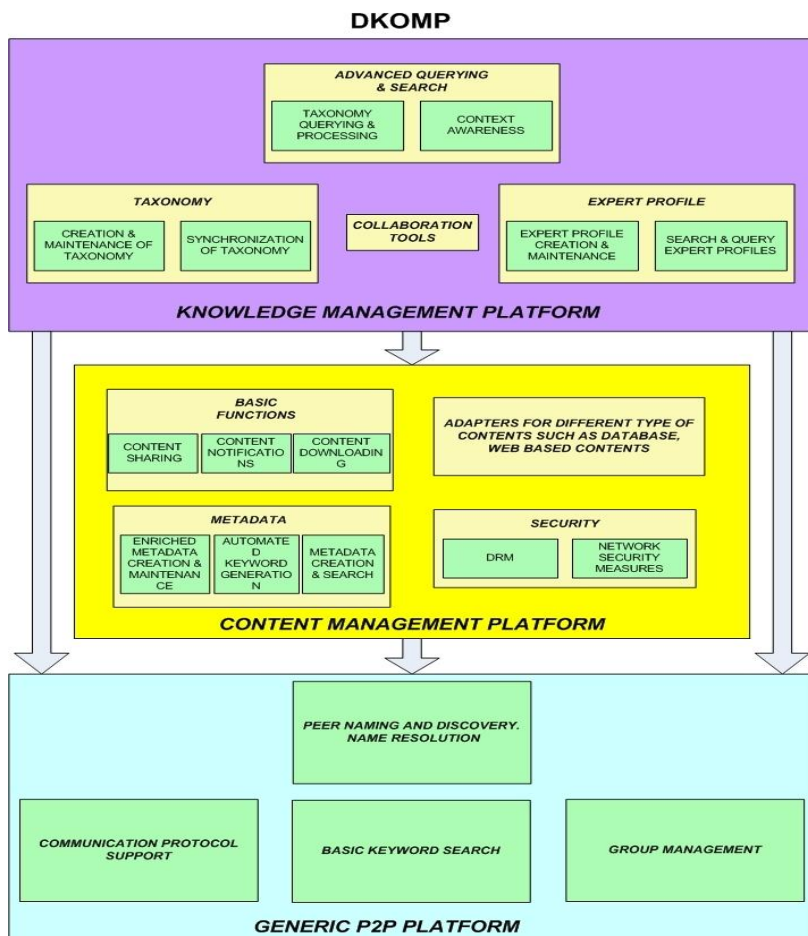 DKOMP
ADVANCED QUERYING
& SEARCH
TAXONOMY
QUERYING &
PROCESSING
CONTEXT
AWARENESS
TAXONOMY
CREATION &
MAINTENANCE OF
TAXONOMY
SYNCHRONIZATION
OF TAXONOMY
COLLABORATION
TOOLS
EXPERT PROFILE
EXPERT PROFILE
CREATION &
MAINTENANCE
SEARCH & QUERY
EXPERT PROFILES
KNOWLEDGE MANAGEMENT PLATFORM
BASIC
FUNCTIONS
CONTENT
SHARING
CONTENT
NOTIFICATIO
NS
CONTENT
DOWNLOADIN
G
ADAPTERS FOR DIFFERENT TYPE OF
CONTENTS SUCH AS DATABASE,
WEB BASED CONTENTS
METADATA
ENRICHED
METADATA
CREATION &
MAINTENAN
CE
AUTOMATE
D
KEYWORD
GENERATIO
N
METADATA
CREATION
& SEARCH
SECURITY
DRM
NETWORK
SECURITY
MEASURES
CONTENT MANAGEMENT PLATFORM
PEER NAMING AND DISCOVERY.
NAME RESOLUTION
COMMUNICATION PROTOCOL
SUPPORT
BASIC KEYWORD SEARCH
GROUP MANAGEMENT
GENERIC P2P PLATFORM